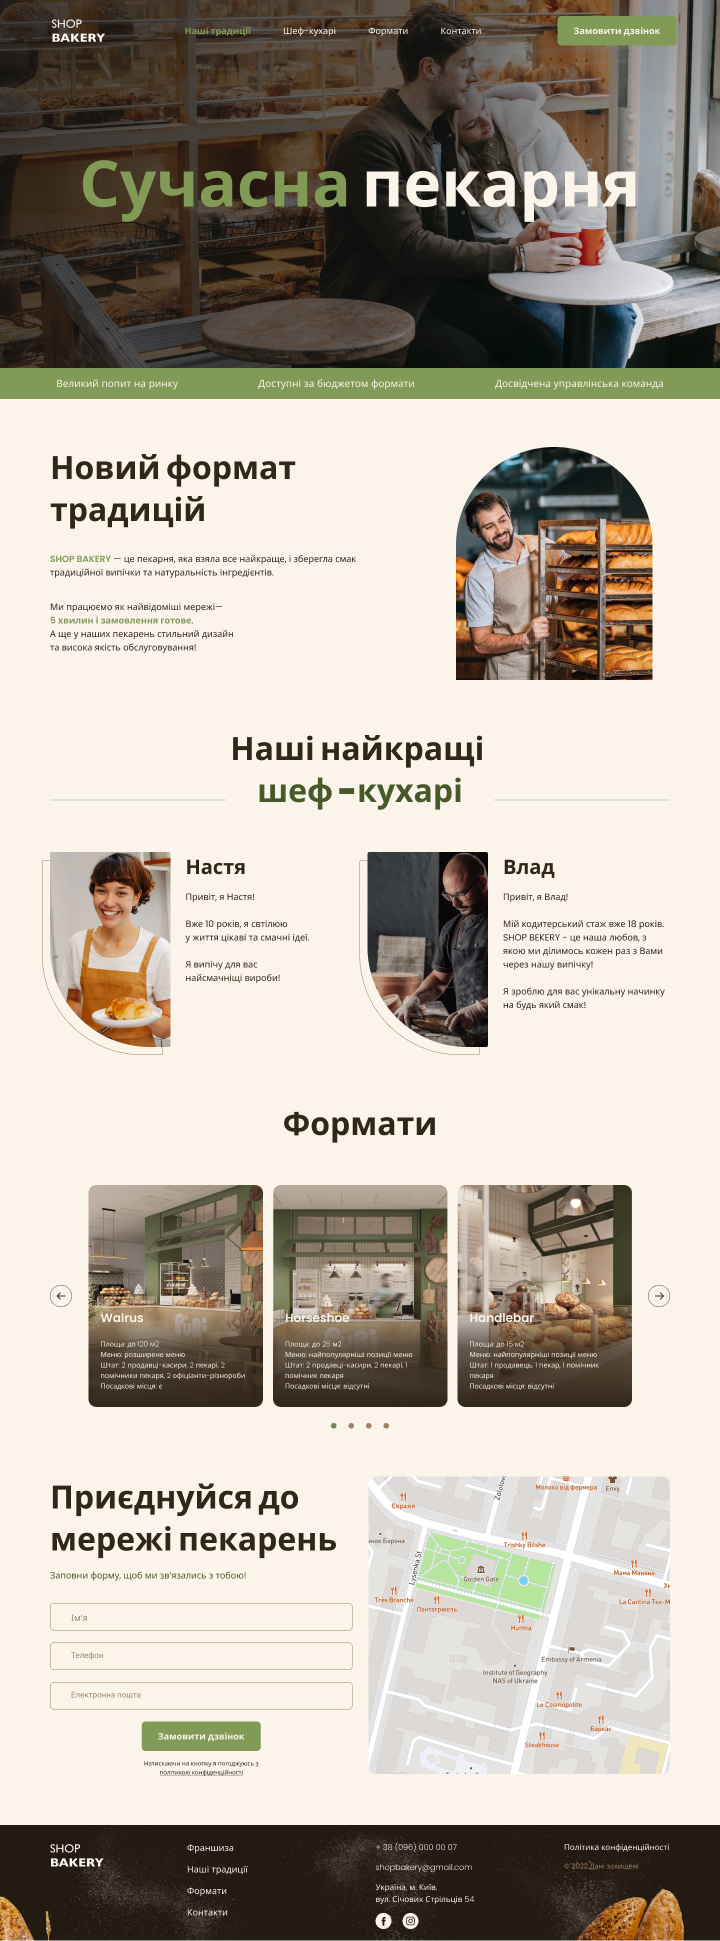 SHOP
BAKERY
Наші традиції
Шеф-кухарі
Формати
Контакти
Замовити дзвінок
Сучасна пекарня
Великий попит на ринку
Доступні за бюджетом формати
Досвідчена управлінська команда
Новий формат
традицій
SHOP BAKERY — це пекарня, яка взяла все найкраще, і зберегла смак
традиційної випічки та натуральність інгредієнтів.
Ми працюємо як найвідоміші мережі—
5 хвилин і замовлення готове.
А ще у наших пекарень стильний дизайн
та висока якість обслуговування!
Наші найкращі
шеф-кухарі
Настя
Привіт, я Настя!
Вже 10 років, я світлюю
у життя цікаві та смачні ідеї.
Я випічу для вас
найсмачніщі вироби!
Влад
Привіт, я Влад!
Мій кодитерський стаж вже 18 років.
SHOP BEKERY - це наша любов, з
якою ми ділимось кожен раз з Вами
через нашу випічку!
Я зроблю для вас унікальну начинку
на будь який смак!
Формати
Walrus
Площа: до 120 м2
Меню: розширене меню
Штат: 2 продавці-касири, 2 пекарі, 2
помічники пекаря, 2 офіціанти-різнороби
Посадкові місця: є
Horseshoe
Площа: до 25 м2
Меню: найпопулярніші позиції меню
Штат: 2 продавці-касири, 2 пекарі, 1
помічник пекаря
Посадкові місця: відсутні
Handlebar
Площа: до 15 м2
Меню: найпопулярніші позиції меню
Штат: 1 продавець, 1 пекар, 1 помічник
пекаря
Посадкові місця: відсутні
Приєднуйся до
мережі пекарень
Заповни форму, щоб ми зв'язались з тобою!
Ім'я
Телефон
Електронна пошта
Замовити дзвінок
Натискаючи на кнопку я погоджуюсь з
політикою конфіденційності
Молоко від фермера
Envy
Євразія
Trishky Bilshe
Lysenka St
Golden Gate
Мама Манана
Très Branché
Пантагрюель
La Cantina Tex-M
Hurma
Embassy of Armenia
Institute of Geography
NAS of Ukraine
Le Cosmopolite
Баркас
Steakhouse
SHOP
BAKERY
Франшиза
Наші традиції
Формати
Контакти
+ 38 (096) 000 00 07
shopbakery@gmail.com
Україна, м. Київ,
вул. Січових Стрільців 54
Політика конфіденційності
© 2022 Дані захищені